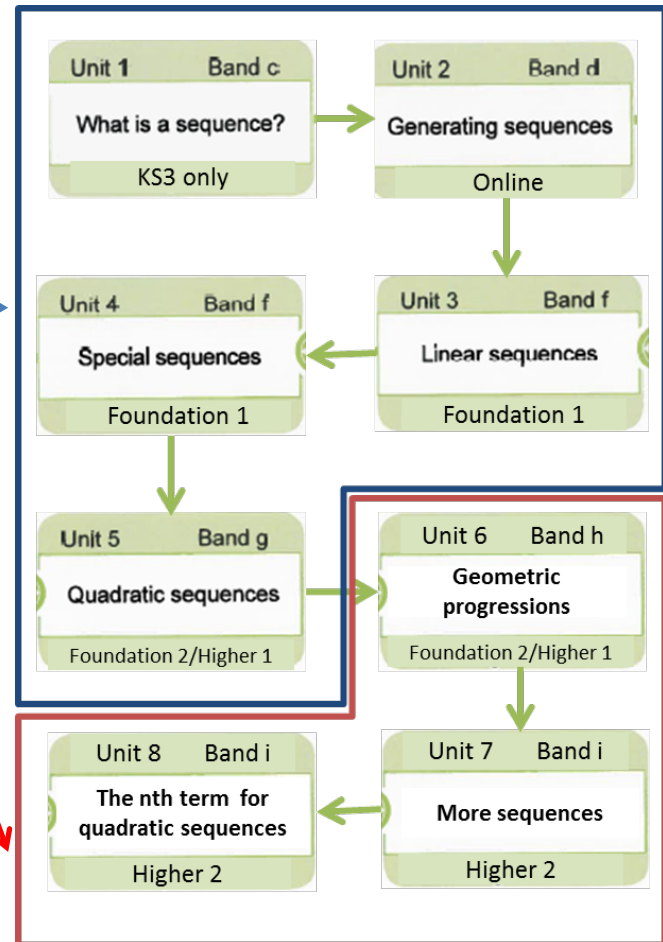 Unit 1 Band c
What is a sequence?
KS3 only
Unit 2 Band d
Generating sequences
Online
Unit 3 Band f
Linear sequences
Foundation 1
Unit 4 Band f
Special sequences
Foundation 1
Unit 5 Band g
Quadratic sequences
Foundation 2/Higher 1
Unit 6 Band h
Geometric
progressions
Foundation 2/Higher 1
Unit 7 Band i
More sequences
Higher 2
Unit 8 Band i
The nth term for
quadratic sequences
Higher 2